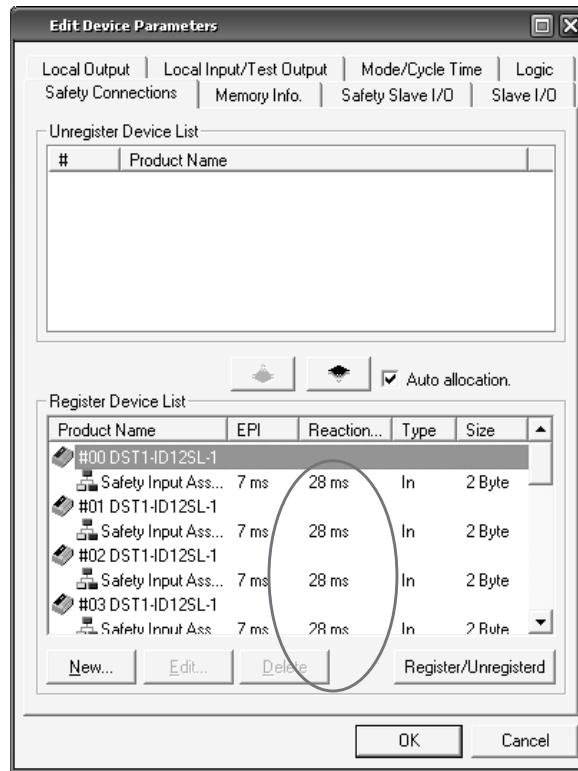 Edit Device Parameters
Local Output Local Input/Test Output Mode/Cycle Time Logic
Safety Connections Memory Info. Safety Slave I/O Slave I/O
Unregister Device List
# Product Name
Auto allocation.
Register Device List
Product Name EPI Reaction... Type Size
#00 DST1-ID12SL-1
Safety Input Ass... 7 ms 28 ms In 2 Byte
#01 DST1-ID12SL-1
Safety Input Ass... 7 ms 28 ms In 2 Byte
#02 DST1-ID12SL-1
Safety Input Ass... 7 ms 28 ms In 2 Byte
#03 DST1-ID12SL-1
Safety Input Ass 7 ms 28 ms In 2 Byte
New... Edit... Delete Register/Unregisterd
OK Cancel